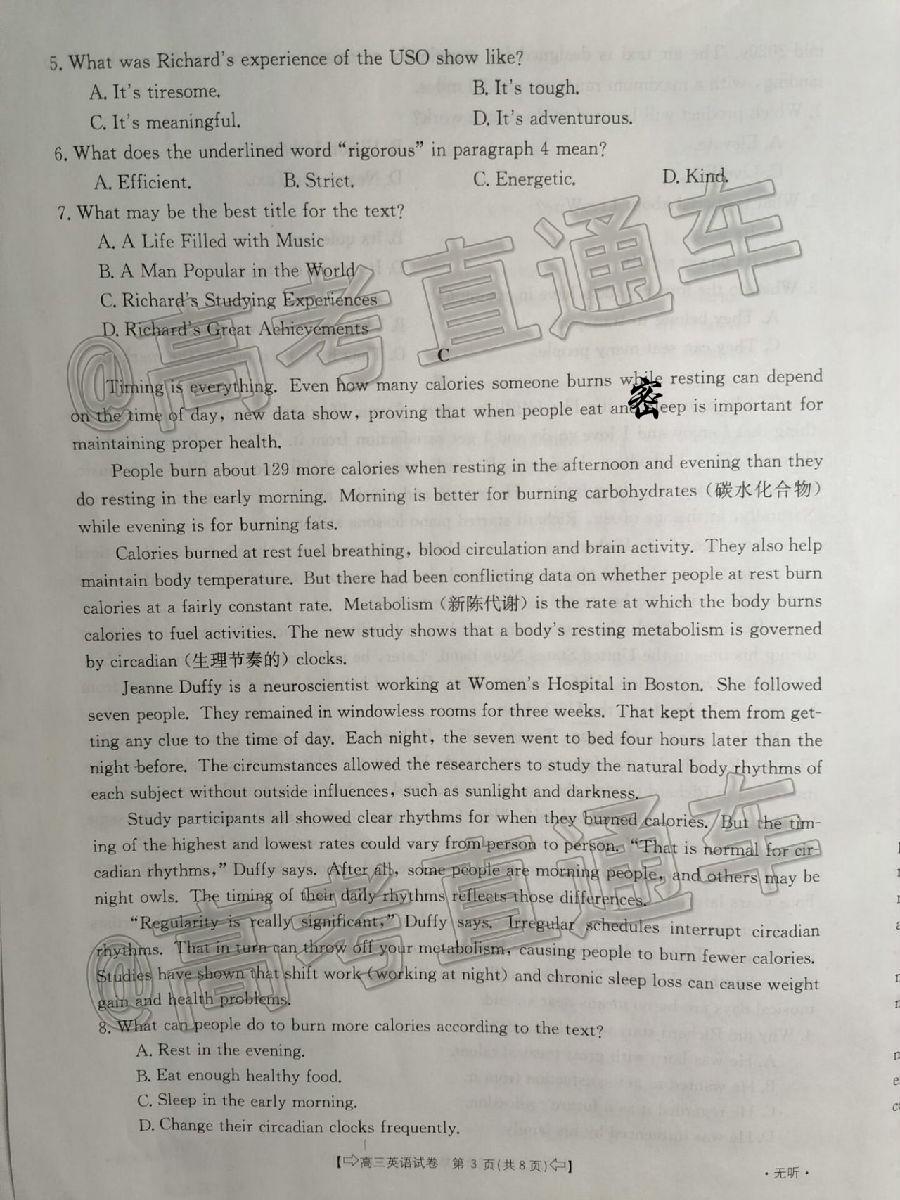 5. What was Richard's experience of the USO show like?
A. It's tiresome. B. It's tough.
C. It's meaningful. D. It's adventurous.
6. What does the underlined word "rigorous" in paragraph 4 mean?
A. Efficient. B. Strict. C. Energetic. D. Kind.
7. What may be the best title for the text?
A. A Life Filled with Music
B. A Man Popular in the World
C. Richard's Studying Experiences
D. Richard's Great Achievements
C
Timing is everything. Even how many calories someone burns while resting can depend
on the time of day, new data show, proving that when people eat and sleep is important for
密
maintaining proper health.
People burn about 129 more calories when resting in the afternoon and evening than they
do resting in the early morning. Morning is better for burning carbohydrates (碳水化合物)
while evening is for burning fats.
Calories burned at rest fuel breathing, blood circulation and brain activity. They also help
maintain body temperature. But there had been conflicting data on whether people at rest burn
calories at a fairly constant rate. Metabolism (新陈代谢) is the rate at which the body burns
calories to fuel activities. The new study shows that a body's resting metabolism is governed
by circadian (生理节奏的) clocks.
Jeanne Duffy is a neuroscientist working at Women's Hospital in Boston. She followed
seven people. They remained in windowless rooms for three weeks. That kept them from get-
ting any clue to the time of day. Each night, the seven went to bed four hours later than the
night before. The circumstances allowed the researchers to study the natural body rhythms of
each subject without outside influences, such as sunlight and darkness.
Study participants all showed clear rhythms for when they burned calories. But the tim-
ing of the highest and lowest rates could vary from person to person. "That is normal for cir-
cadian rhythms," Duffy says. After all, some people are morning people, and others may be
night owls. The timing of their daily rhythms reflects those differences.
"Regularity is really significant," Duffy says. Irregular schedules interrupt circadian
rhythms. That in turn can throw off your metabolism, causing people to burn fewer calories.
Studies have shown that shift work (working at night) and chronic sleep loss can cause weight
gain and health problems.
8. What can people do to burn more calories according to the text?
A. Rest in the evening.
B. Eat enough healthy food.
C. Sleep in the early morning.
D. Change their circadian clocks frequently.
【⇨高三英语试卷 第 3 页(共 8 页)⇦】
·无听·
@高考直通车
@高考直通车